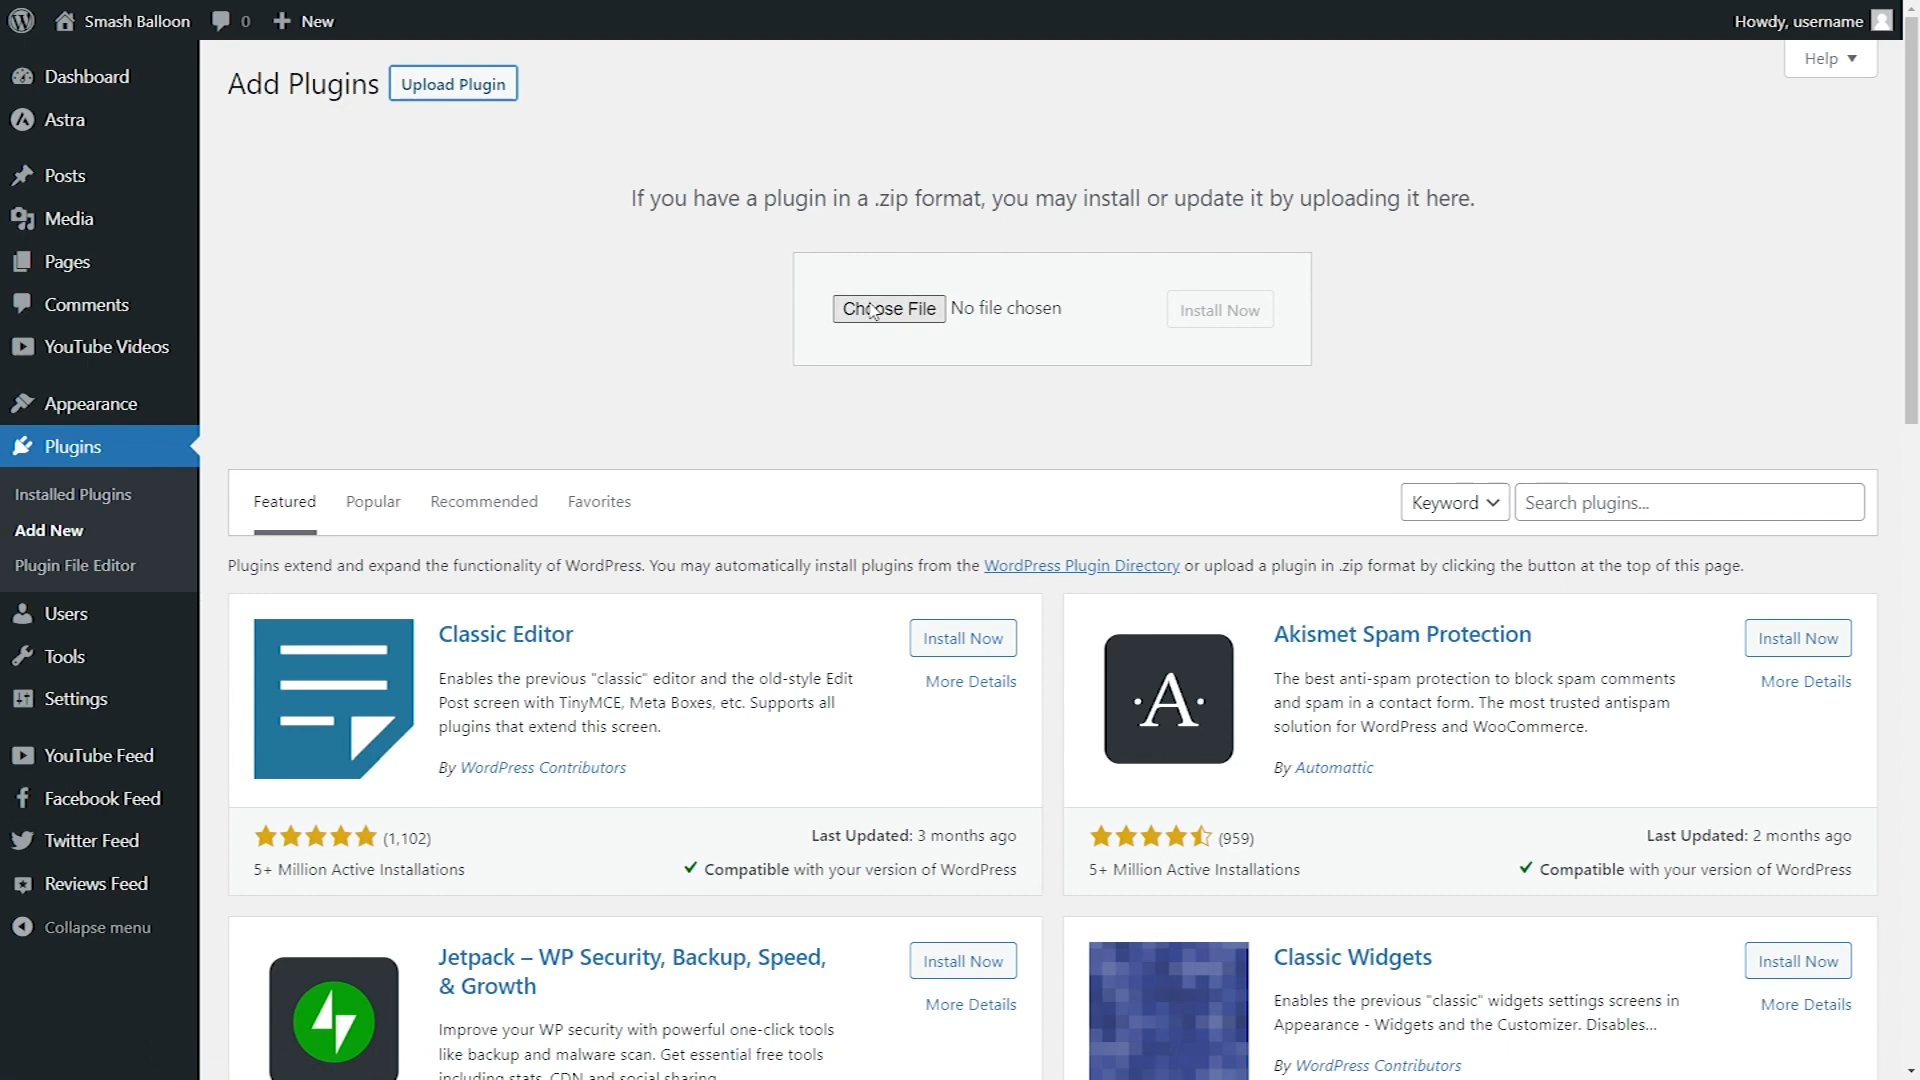 Smash Balloon
0
New
Howdy, username
Help
Dashboard
Astra
Posts
Media
Pages
Comments
YouTube Videos
Appearance
Plugins
Installed Plugins
Add New
Plugin File Editor
Users
Tools
Settings
YouTube Feed
Facebook Feed
Twitter Feed
Reviews Feed
Collapse menu
Add Plugins
Upload Plugin
If you have a plugin in a .zip format, you may install or update it by uploading it here.
Choose File No file chosen
Install Now
Featured
Popular
Recommended
Favorites
Keyword
Search plugins...
Plugins extend and expand the functionality of WordPress. You may automatically install plugins from the WordPress Plugin Directory or upload a plugin in .zip format by clicking the button at the top of this page.
Classic Editor
Install Now
More Details
Enables the previous "classic" editor and the old-style Edit
Post screen with TinyMCE, Meta Boxes, etc. Supports all
plugins that extend this screen.
By WordPress Contributors
(1,102)
5+ Million Active Installations
Last Updated: 3 months ago
Compatible with your version of WordPress
A
Akismet Spam Protection
Install Now
More Details
The best anti-spam protection to block spam comments
and spam in a contact form. The most trusted antispam
solution for WordPress and WooCommerce.
By Automattic
(959)
5+ Million Active Installations
Last Updated: 2 months ago
Compatible with your version of WordPress
Jetpack – WP Security, Backup, Speed,
& Growth
Install Now
More Details
Improve your WP security with powerful one-click tools
like backup and malware scan. Get essential free tools
including stats, CDN and social sharing.
Classic Widgets
Install Now
More Details
Enables the previous "classic" widgets settings screens in
Appearance - Widgets and the Customizer. Disables...
By WordPress Contributors